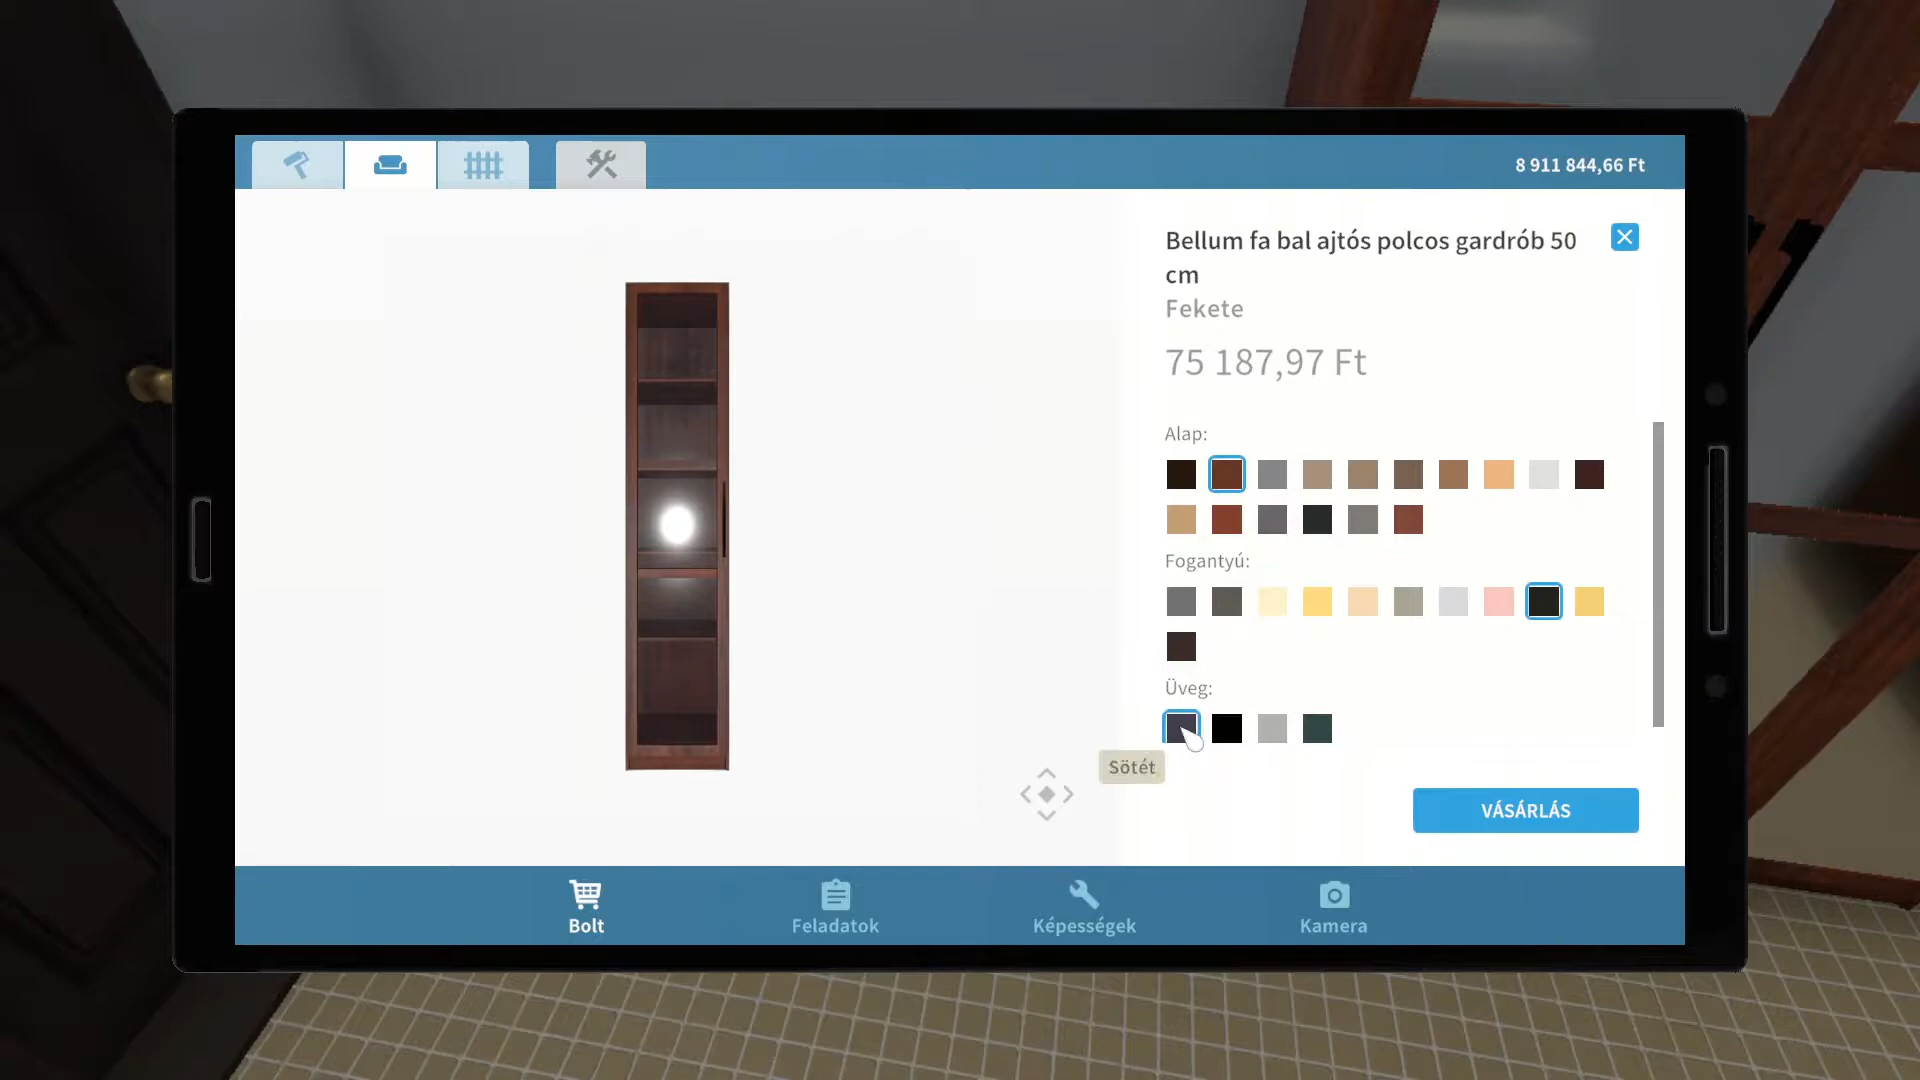 8 911 844,66 Ft
Bellum fa bal ajtós polcos gardrób 50
cm
Fekete
75 187,97 Ft
Alap:
Fogantyú:
Üveg:
Sötét
VÁSÁRLÁS
Bolt
Feladatok
Képességek
Kamera